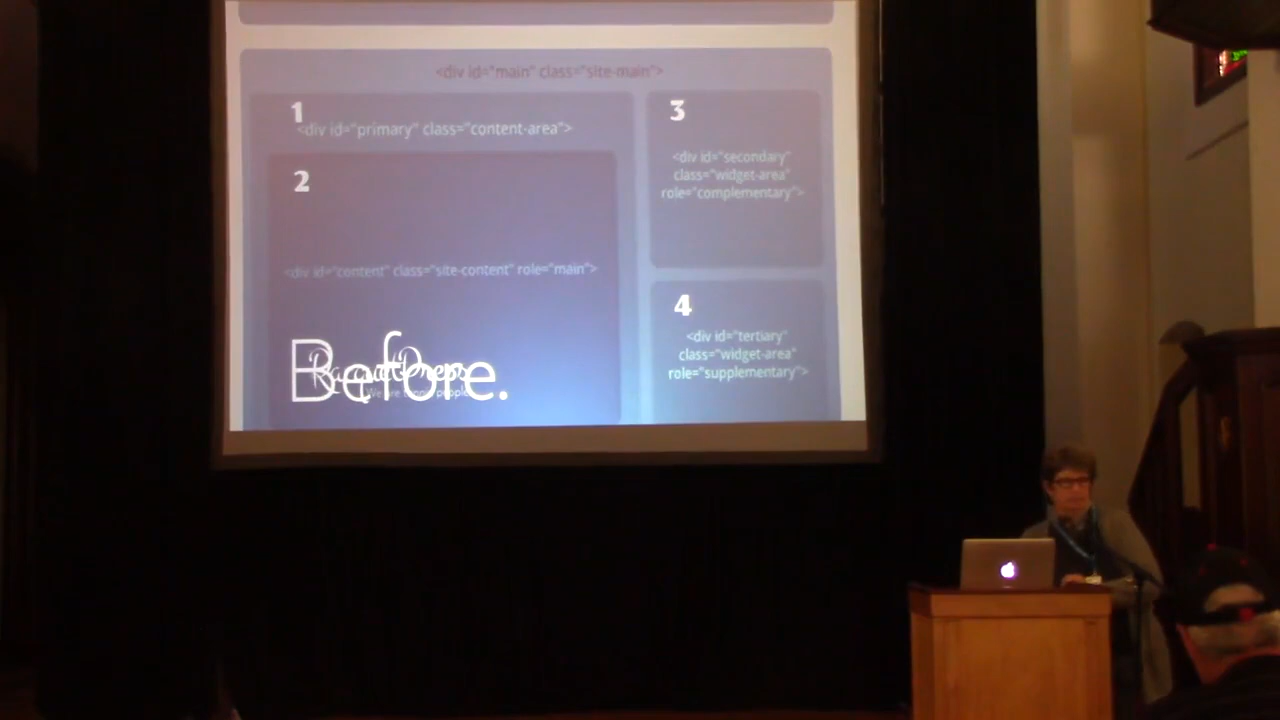 <div id="main" class="site-main">
1
<div id="primary" class="content-area">
2
<div id="content" class="site-content" role="main">
Before.
3
<div id="secondary"
class="widget-area"
role="complementary">
4
<div id="tertiary"
class="widget-area"
role="supplementary">